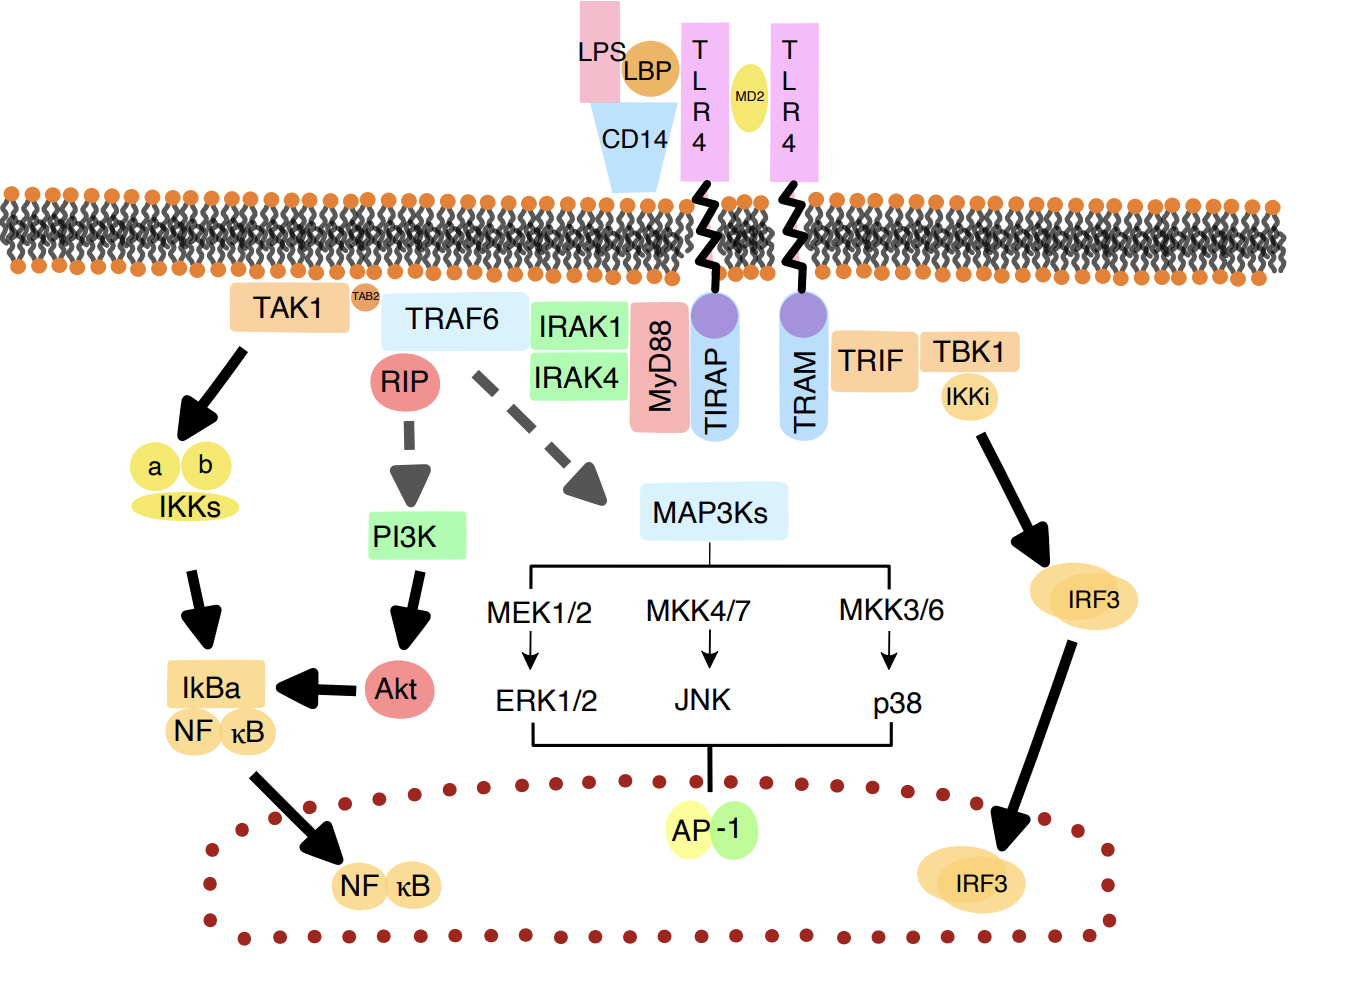 LPS
LBP
T
L
R
4
MD2
T
L
R
4
CD14
TAK1
TAB2
TRAF6
IRAK1
IRAK4
MyD88
TIRAP
TRAM
TRIF
TBK1
IKKi
RIP
a
b
IKKs
PI3K
MAP3Ks
MEK1/2
MKK4/7
MKK3/6
IRF3
IkBa
NF κB
Akt
ERK1/2
JNK
p38
AP -1
NF κB
IRF3